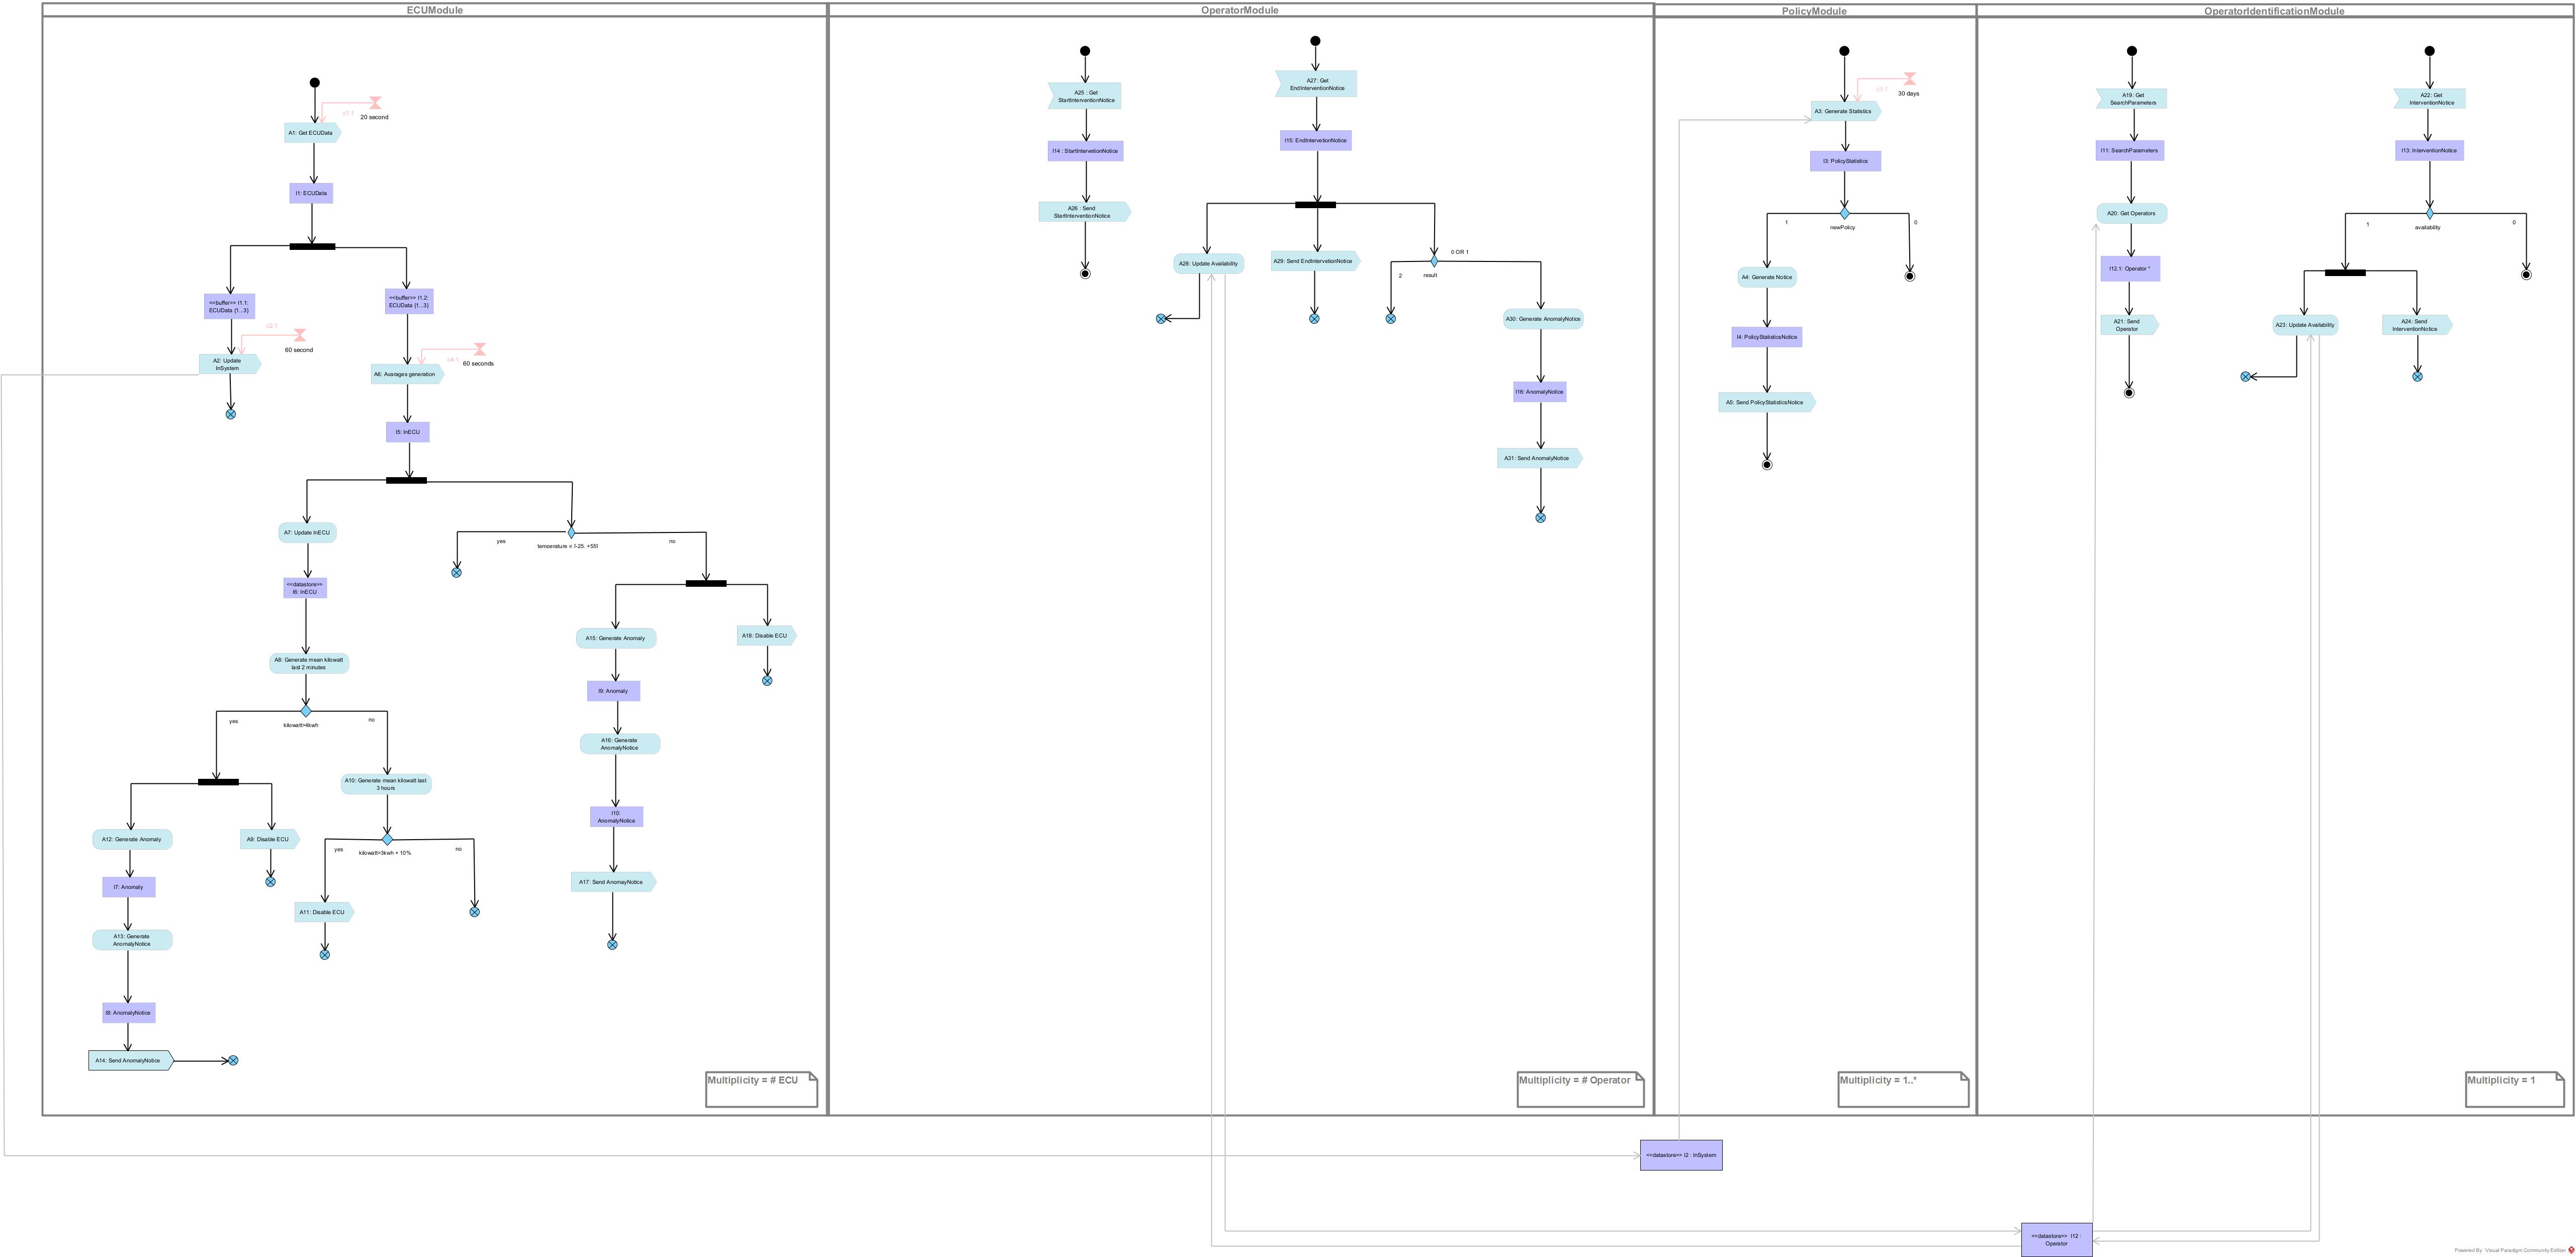 ECUModule
OperatorModule
PolicyModule
OperatorIdentificationModule
c1.1
20 second
A1: Get ECUData
I1: ECUData
<<buffer>> I1.1:
ECUData {1...3}
<<buffer>> I1.2:
ECUData {1...3}
c2.1
60 second
A2: Update
InSystem
c4.1
60 seconds
A6: Avarages generation
I5: InECU
A7: Update InECU
yes
temperature ∈ [-25, +55]
no
<<datastore>>
I6: InECU
A8: Generate mean kilowatt
last 2 minutes
A15: Generate Anomaly
A18: Disable ECU
I9: Anomaly
yes
kilowatt>4kwh
no
A16: Generate
AnomalyNotice
A10: Generate mean kilowatt last
3 hours
I10:
AnomalyNotice
A12: Generate Anomaly
A9: Disable ECU
yes
kilowatt>3kwh + 10%
no
I7: Anomaly
A17: Send AnomayNotice
A11: Disable ECU
A13: Generate
AnomalyNotice
I8: AnomalyNotice
A14: Send AnomalyNotice
Multiplicity = # ECU
A25 : Get
StartInterventionNotice
I14 : StartIntervetionNotice
A26 : Send
StartInterventionNotice
A27: Get
EndInterventionNotice
I15: EndIntervetionNotice
A28: Update Availability
A29: Send EndIntervetionNotice
0 OR 1
2
result
A30: Generate AnomalyNotice
I16: AnomalyNotice
A31: Send AnomalyNotice
Multiplicity = # Operator
30 days
A3: Generate Statistics
I3: PolicyStatistics
1
newPolicy
0
A4: Generate Notice
I4: PolicyStatisticsNotice
A5: Send PolicyStatisticsNotice
Multiplicity = 1..*
A19: Get
SearchParameters
I11: SearchParameters
A20: Get Operators
I12.1: Operator *
A21: Send
Operator
A22: Get
InterventionNotice
I13: InterventionNotice
1
availability
0
A23: Update Availability
A24: Send
InterventionNotice
Multiplicity = 1
<<datastore>> I2 : InSystem
<<datastore>> I12 :
Operator
Powered By Visual Paradigm Community Edition